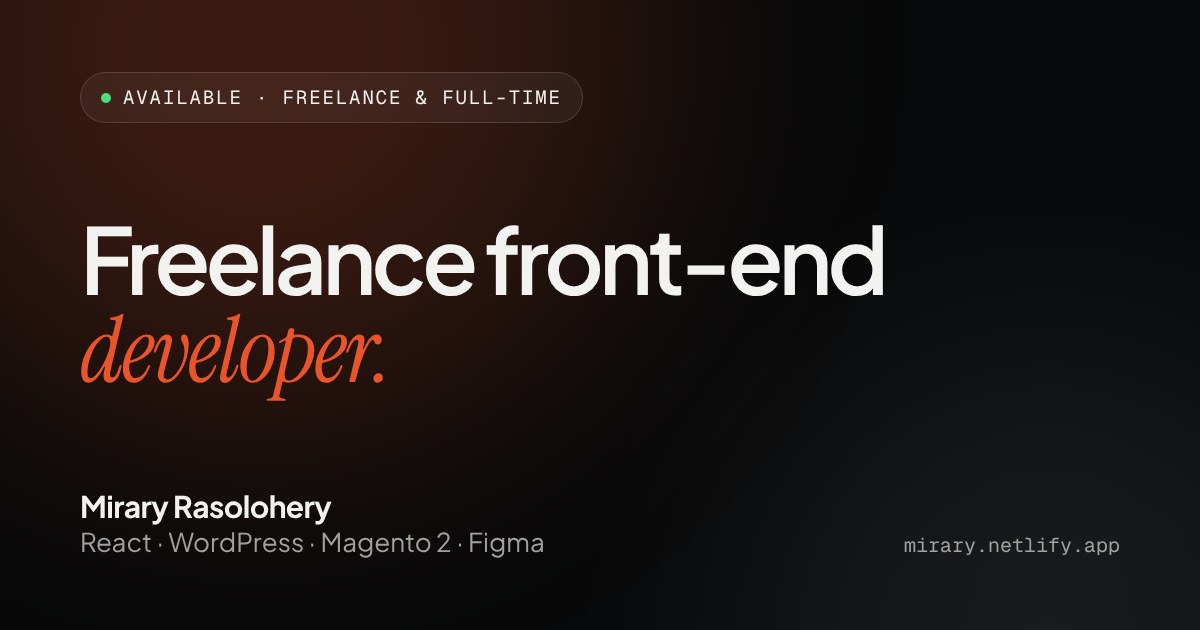 AVAILABLE · FREELANCE & FULL-TIME
Freelance front-end
developer.
Mirary Rasolohery
React · WordPress · Magento 2 · Figma
mirary.netlify.app